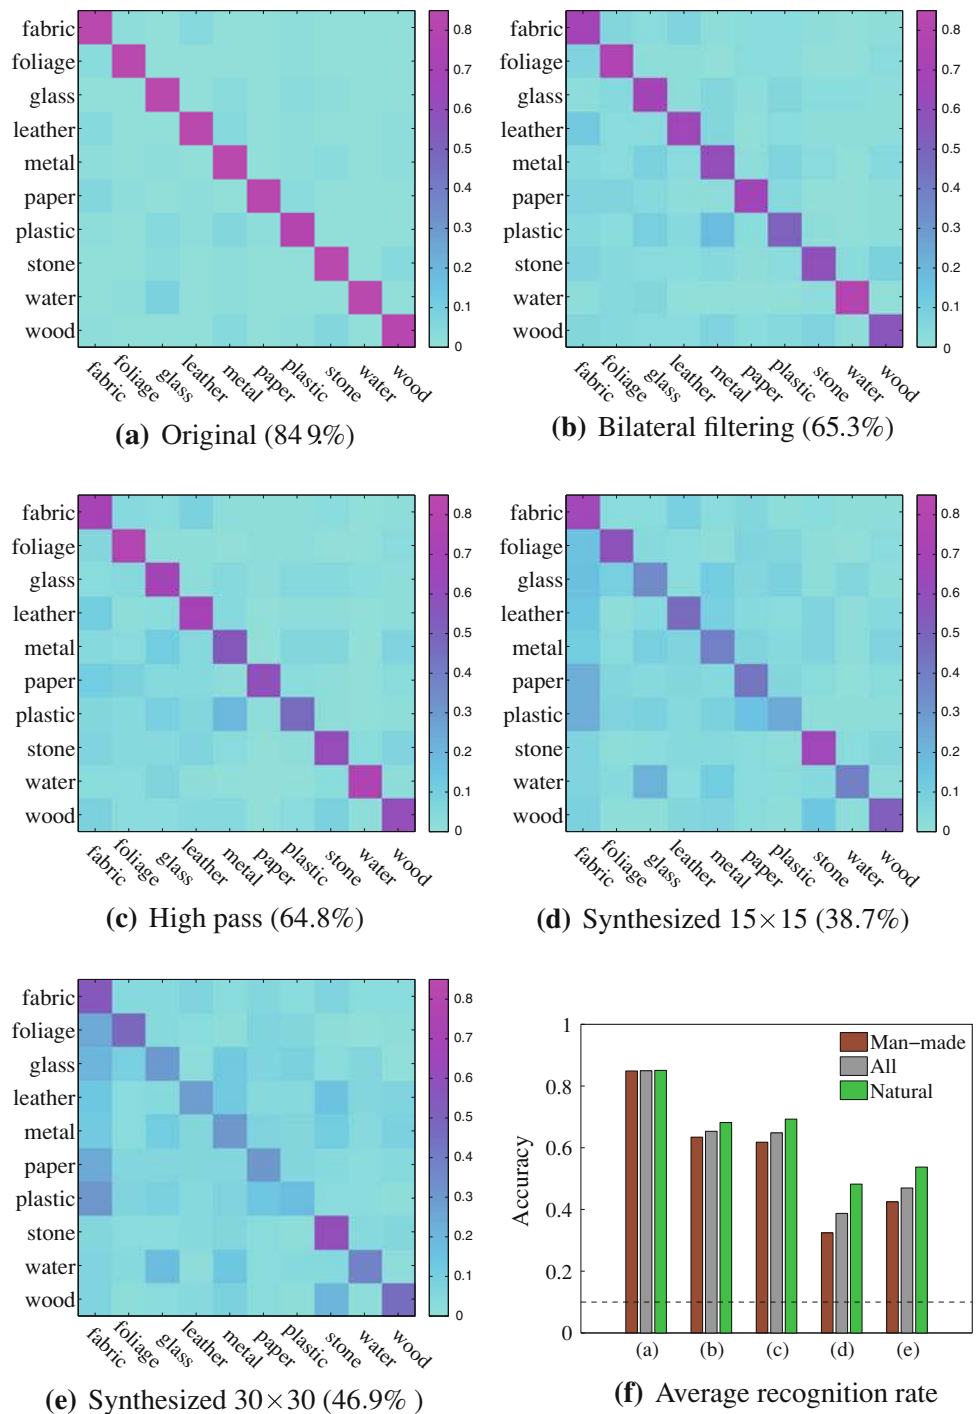 fabric
foliage
glass
leather
metal
paper
plastic
stone
water
wood
0.8
0.7
0.6
0.5
0.4
0.3
0.2
0.1
0
fabric
foliage
glass
leather
metal
paper
plastic
stone
water
wood
(a) Original (84 9.%)
fabric
foliage
glass
leather
metal
paper
plastic
stone
water
wood
0.8
0.7
0.6
0.5
0.4
0.3
0.2
0.1
0
fabric
foliage
glass
leather
metal
paper
plastic
stone
water
wood
(b) Bilateral filtering (65.3%)
fabric
foliage
glass
leather
metal
paper
plastic
stone
water
wood
0.8
0.7
0.6
0.5
0.4
0.3
0.2
0.1
0
fabric
foliage
glass
leather
metal
paper
plastic
stone
water
wood
(c) High pass (64.8%)
fabric
foliage
glass
leather
metal
paper
plastic
stone
water
wood
0.8
0.7
0.6
0.5
0.4
0.3
0.2
0.1
0
fabric
foliage
glass
leather
metal
paper
plastic
stone
water
wood
(d) Synthesized 15×15 (38.7%)
fabric
foliage
glass
leather
metal
paper
plastic
stone
water
wood
0.8
0.7
0.6
0.5
0.4
0.3
0.2
0.1
0
fabric
foliage
glass
leather
metal
paper
plastic
stone
water
wood
(e) Synthesized 30×30 (46.9% )
1
0.8
0.6
0.4
0.2
0
Accuracy
Man-made
All
Natural
(a)
(b)
(c)
(d)
(e)
(f) Average recognition rate